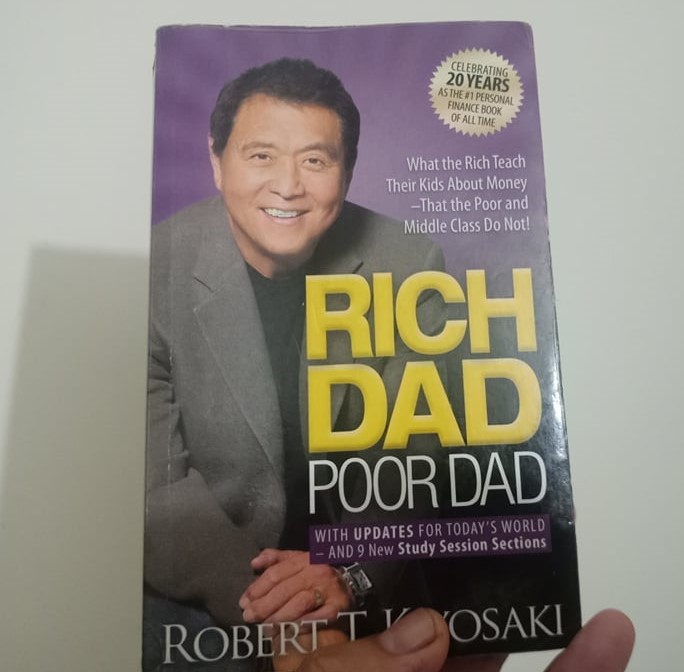 CELEBRATING
20 YEARS
AS THE #1 PERSONAL
FINANCE BOOK
OF ALL TIME
What the Rich Teach
Their Kids About Money
–That the Poor and
Middle Class Do Not!
RICH
DAD
POOR DAD
WITH UPDATES FOR TODAY'S WORLD
– AND 9 New Study Session Sections
ROBERT T. KIYOSAKI